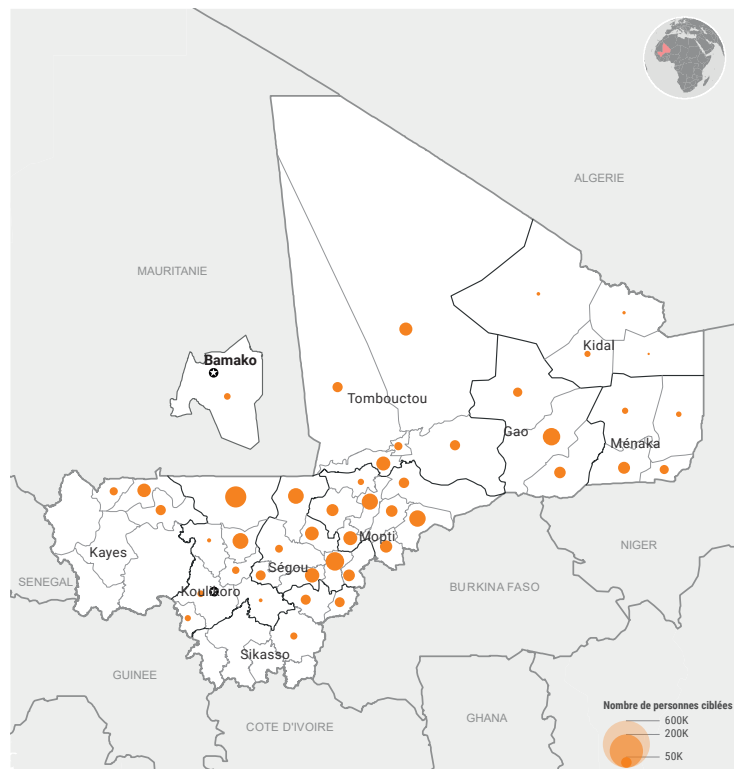 ALGERIE
MAURITANIE
Bamako
Kidal
Tombouctou
Gao
Ménaka
Mopti
Kayes
Ségou
NIGER
SENEGAL
Koulikoro
BURKINA FASO
Sikasso
GUINEE
GHANA
COTE D'IVOIRE
Nombre de personnes ciblées
600K
200K
50K